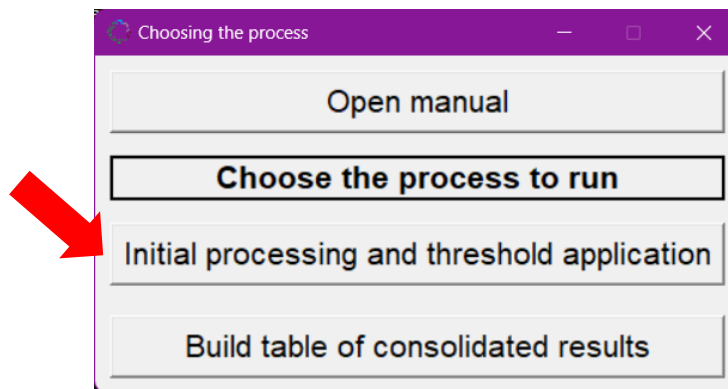 Choosing the process
Open manual
Choose the process to run
Initial processing and threshold application
Build table of consolidated results